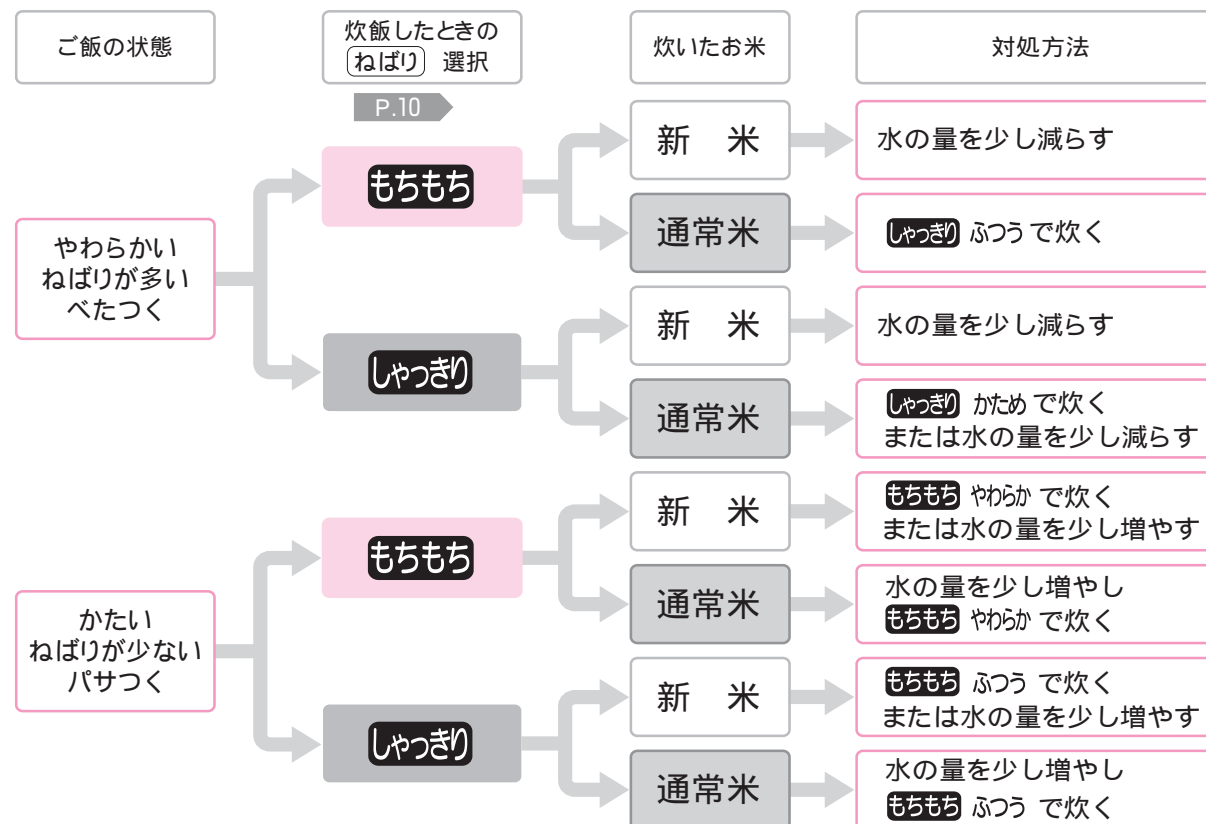 ご飯の状態
炊飯したときの
ねばり 選択
P.10
炊いたお米
対処方法
やわらかい
ねばりが多い
べたつく
もちもち
新 米
水の量を少し減らす
通常米
しゃっきり ふつう で炊く
しゃっきり
新 米
水の量を少し減らす
通常米
しゃっきり かため で炊く
または水の量を少し減らす
かたい
ねばりが少ない
パサつく
もちもち
新 米
もちもち やわらか で炊く
または水の量を少し増やす
通常米
水の量を少し増やし
もちもち やわらか で炊く
しゃっきり
新 米
もちもち ふつう で炊く
または水の量を少し増やす
通常米
水の量を少し増やし
もちもち ふつう で炊く